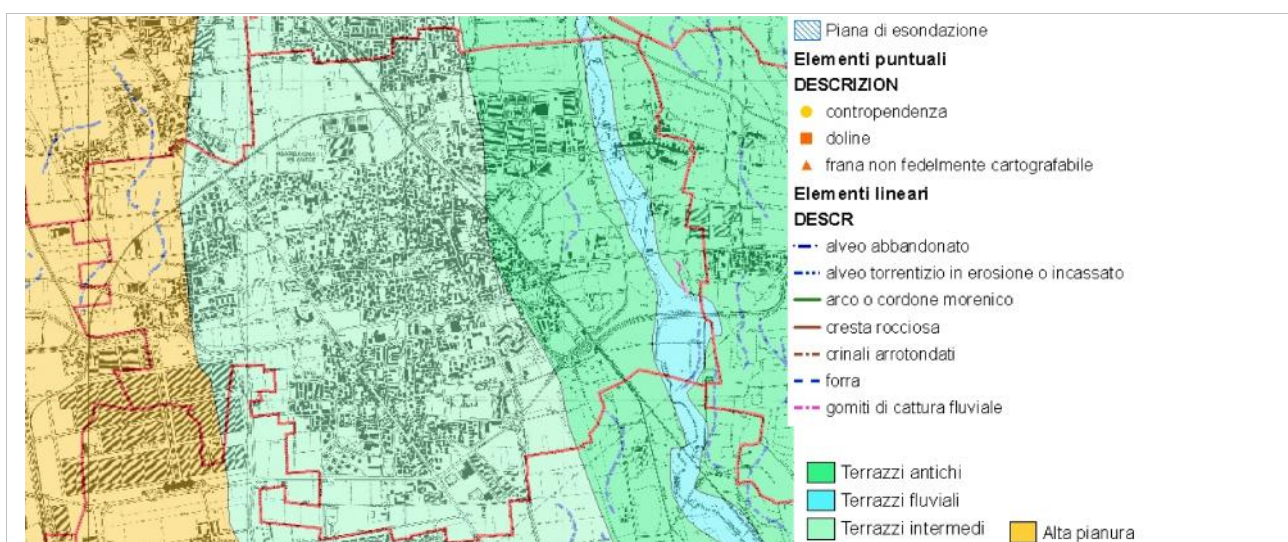 Piana di esondazione
Elementi puntuali
DESCRIZION
contropendenza
doline
frana non fedelmente cartografabile
Elementi lineari
DESCR
alveo abbandonato
alveo torrentizio in erosione o incassato
arco o cordone morenico
cresta rocciosa
crinali arrotondati
forra
gomiti di cattura fluviale
Terrazzi antichi
Terrazzi fluviali
Terrazzi intermedi
Alta pianura